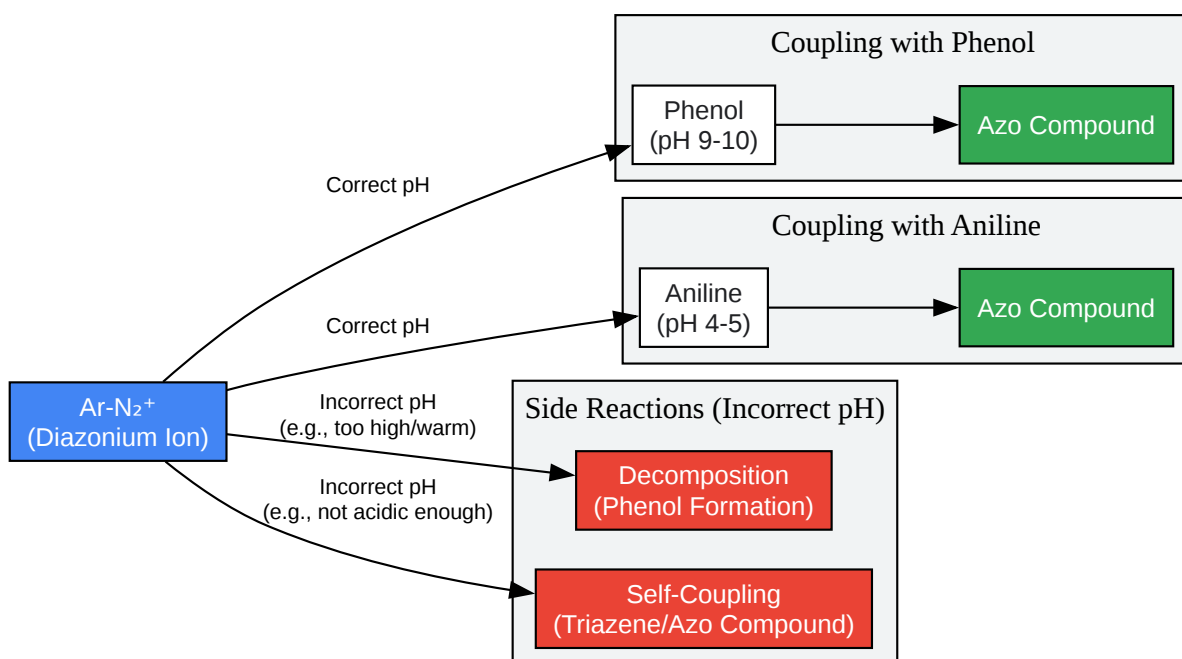 Coupling with Phenol
Phenol
(pH 9-10)
Azo Compound
Correct pH
Coupling with Aniline
Aniline
(pH 4-5)
Azo Compound
Correct pH
Ar-N₂⁺
(Diazonium Ion)
Side Reactions (Incorrect pH)
Incorrect pH
(e.g., too high/warm)
Decomposition
(Phenol Formation)
Incorrect pH
(e.g., not acidic enough)
Self-Coupling
(Triazene/Azo Compound)